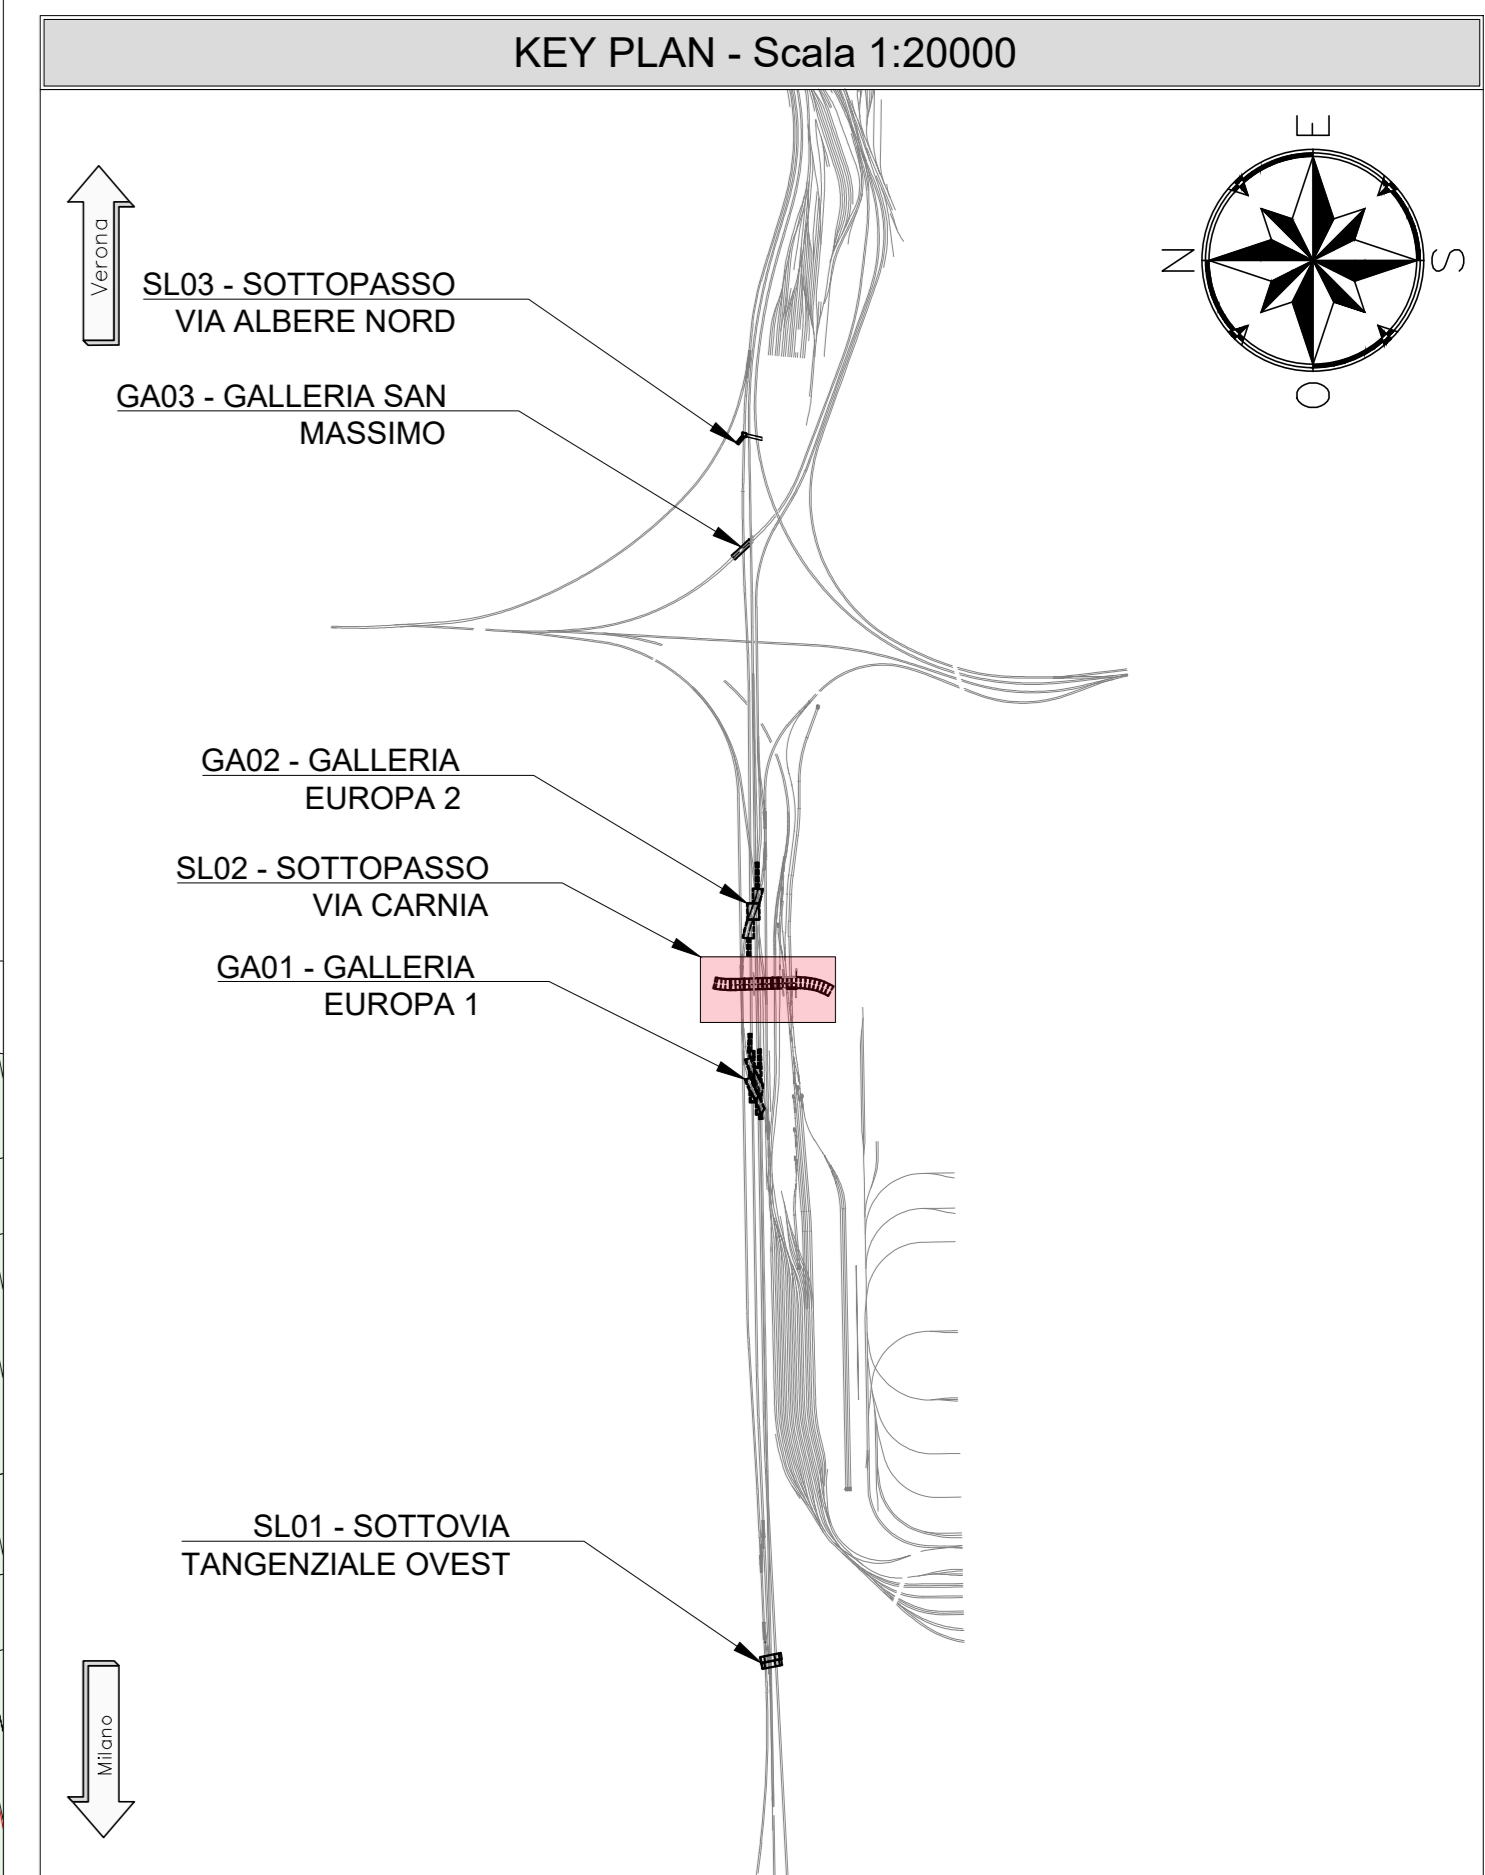 KEY PLAN - Scala 1:20000
E
N
S
O
Verona
SL03 - SOTTOPASSO
VIA ALBERE NORD
GA03 - GALLERIA SAN
MASSIMO
GA02 - GALLERIA
EUROPA 2
SL02 - SOTTOPASSO
VIA CARNIA
GA01 - GALLERIA
EUROPA 1
SL01 - SOTTOVIA
TANGENZIALE OVEST
Milano